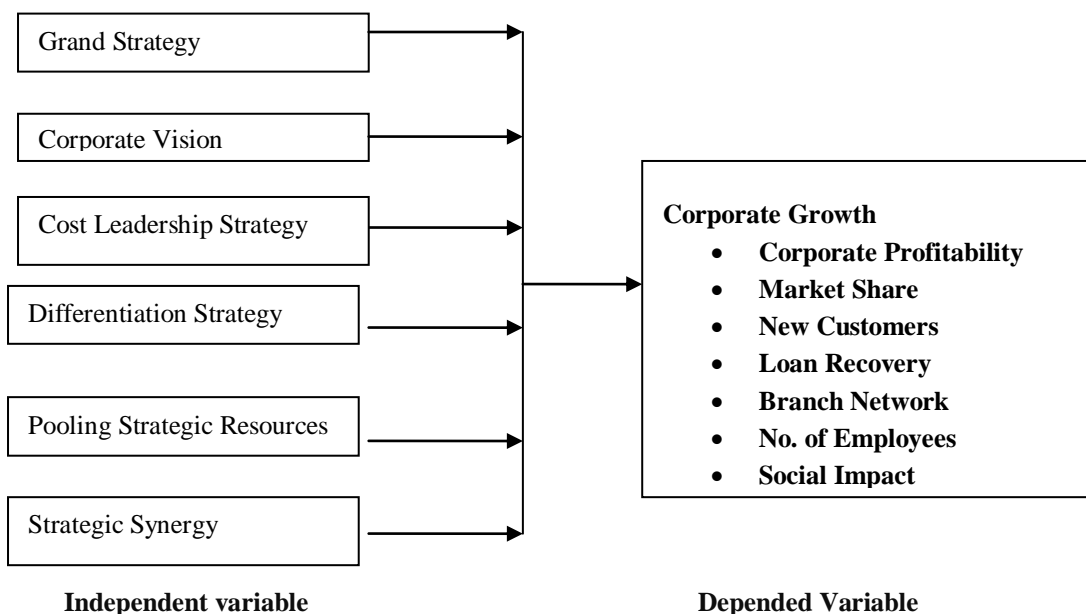 Grand Strategy
Corporate Vision
Cost Leadership Strategy
Differentiation Strategy
Pooling Strategic Resources
Strategic Synergy
Independent variable
Corporate Growth
• Corporate Profitability
• Market Share
• New Customers
• Loan Recovery
• Branch Network
• No. of Employees
• Social Impact
Depended Variable